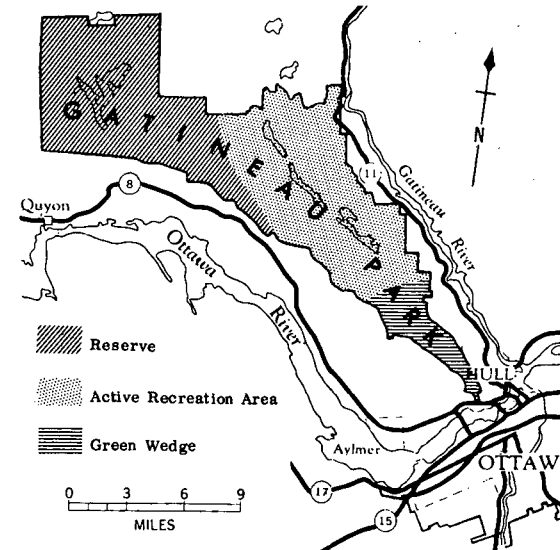 GATINEAU PARK
N
11
Gatineau
River
8
Quyon
Ottawa
River
Reserve
Active Recreation Area
Green Wedge
0 3 6 9
MILES
HULL
Aylmer
OTTAW
17
15